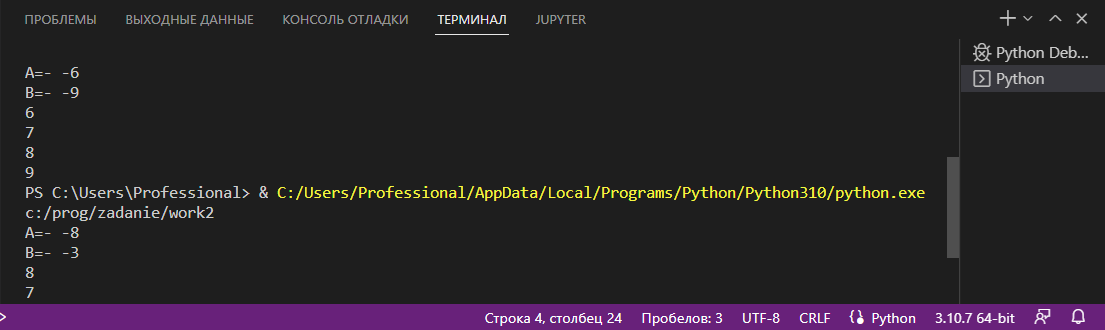 ПРОБЛЕМЫ ВЫХОДНЫЕ ДАННЫЕ КОНСОЛЬ ОТЛАДКИ ТЕРМИНАЛ JUPYTER
A=- -6
B=- -9
6
7
8
9
PS C:\Users\Professional> & C:/Users/Professional/AppData/Local/Programs/Python/Python310/python.exe
c:/prog/zadanie/work2
A=- -8
B=- -3
8
7
Python Deb...
Python
Строка 4, столбец 24 Пробелов: 3 UTF-8 CRLF Python 3.10.7 64-bit